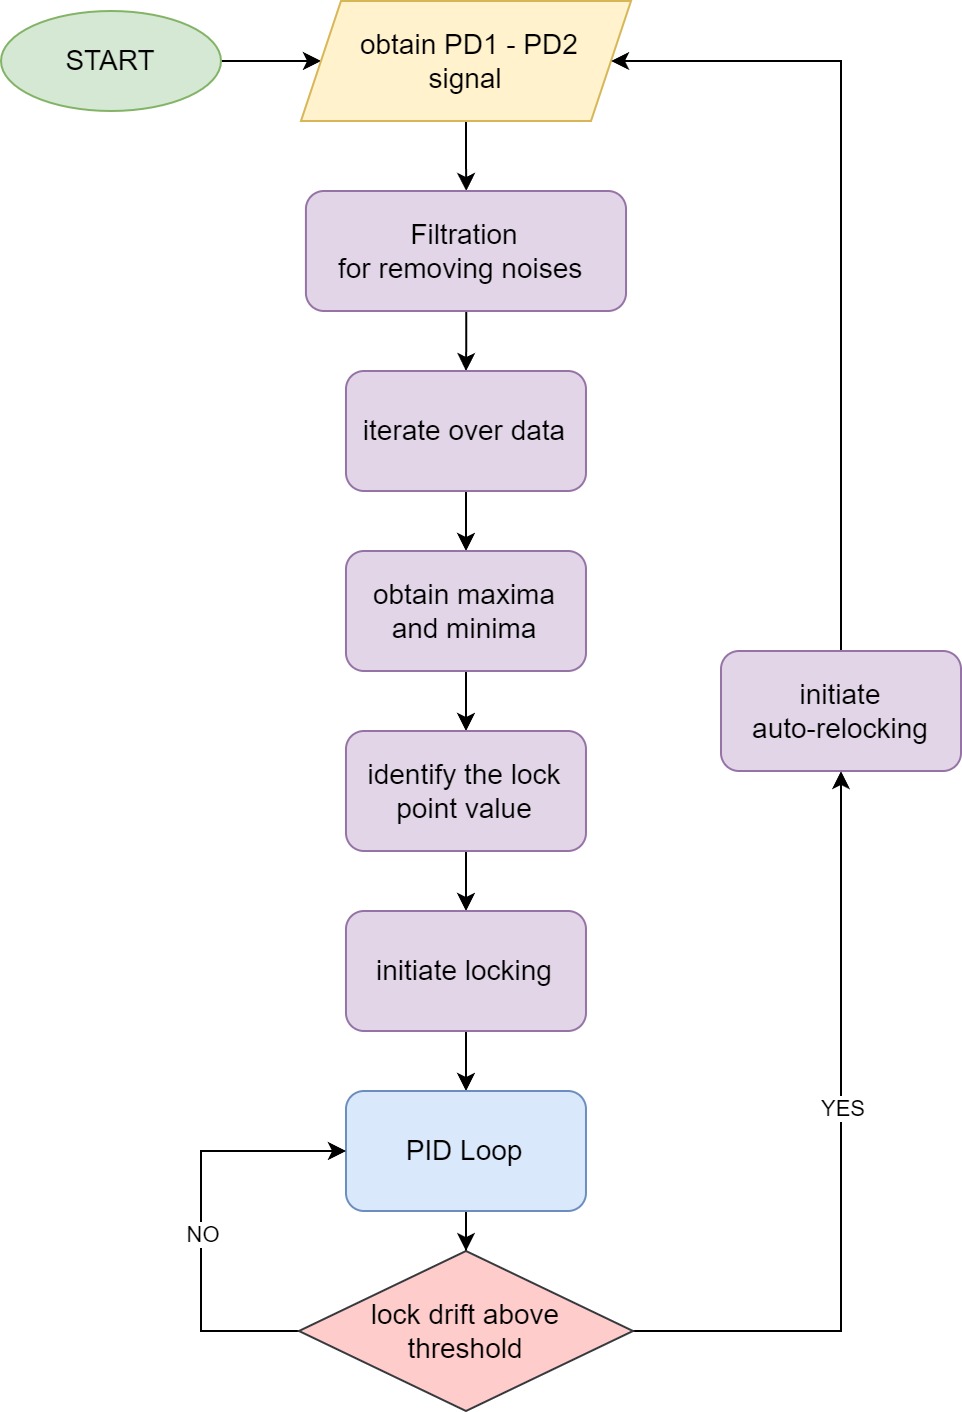 START
obtain PD1 - PD2
signal
Filtration
for removing noises
iterate over data
obtain maxima
and minima
identify the lock
point value
initiate
auto-relocking
initiate locking
YES
PID Loop
NO
lock drift above
threshold